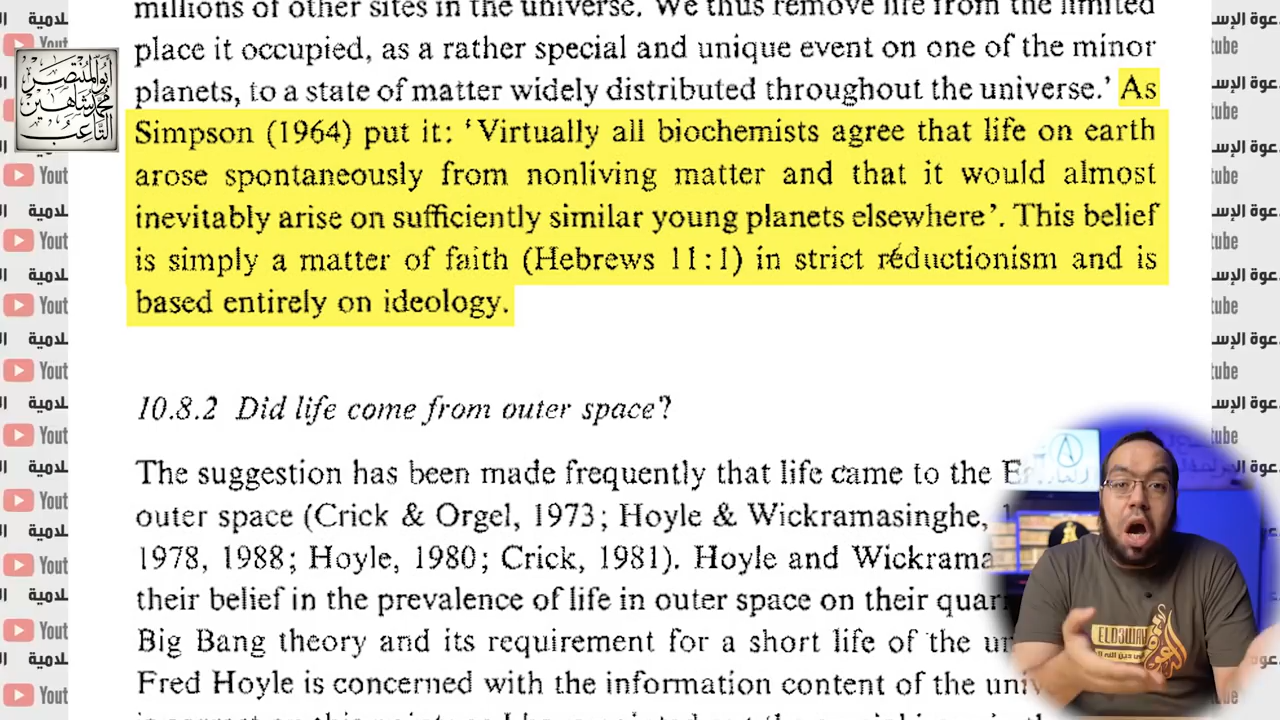 millions of other sites in the universe. We thus remove life from the limited
place it occupied, as a rather special and unique event on one of the minor
planets, to a state of matter widely distributed throughout the universe.' As
Simpson (1964) put it: 'Virtually all biochemists agree that life on earth
arose spontaneously from nonliving matter and that it would almost
inevitably arise on sufficiently similar young planets elsewhere'. This belief
is simply a matter of faith (Hebrews 11:1) in strict reductionism and is
based entirely on ideology.
10.8.2 Did life come from outer space?
The suggestion has been made frequently that life came to the
outer space (Crick & Orgel, 1973; Hoyle & Wickramasinghe,
1978, 1988; Hoyle, 1980; Crick, 1981). Hoyle and Wickrama
their belief in the prevalence of life in outer space on their
Big Bang theory and its requirement for a short life of the
Fred Hoyle is concerned with the information content of the
أبو المنتصر
محمد شاهين
التاعب
ELD3WAH
الدعوة